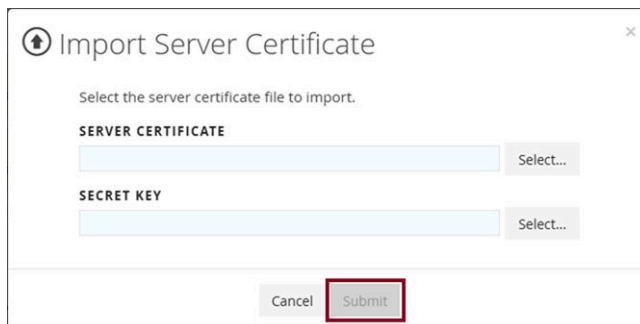 Import Server Certificate
×
Select the server certificate file to import.
SERVER CERTIFICATE
Select...
SECRET KEY
Select...
Cancel Submit